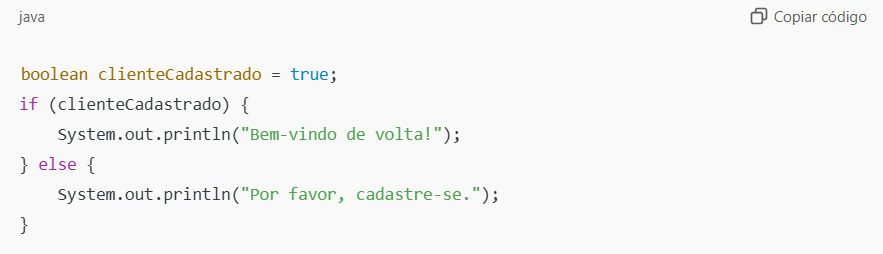 java
Copiar código
boolean clienteCadastrado = true;
if (clienteCadastrado) {
    System.out.println("Bem-vindo de volta!");
} else {
    System.out.println("Por favor, cadastre-se.");
}